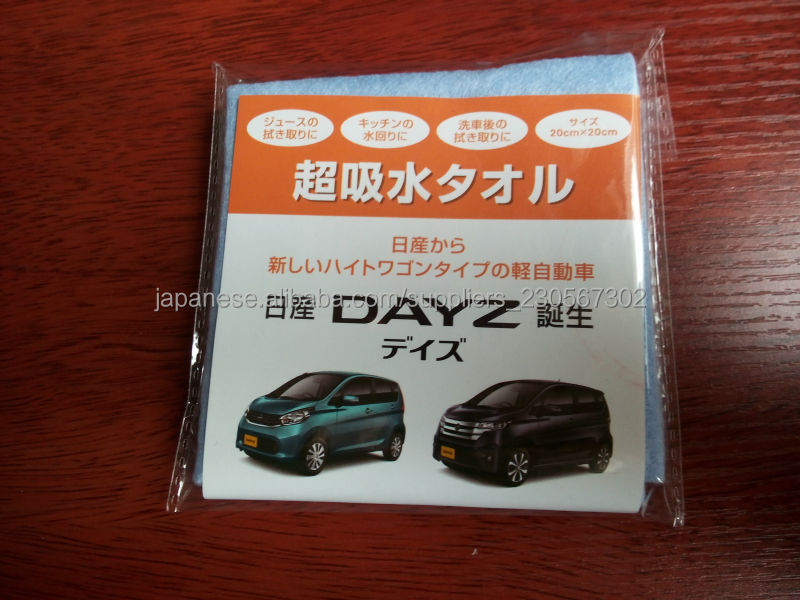 ジュースの
拭き取りに
キッチンの
水回りに
洗車後の
拭き取りに
サイズ
20cm×20cm
超吸水タオル
日産から
新しいハイトワゴンタイプの軽自動車
japanese.alibaba.com/suppliers_230567302
日産 DAYZ 誕生
デイズ